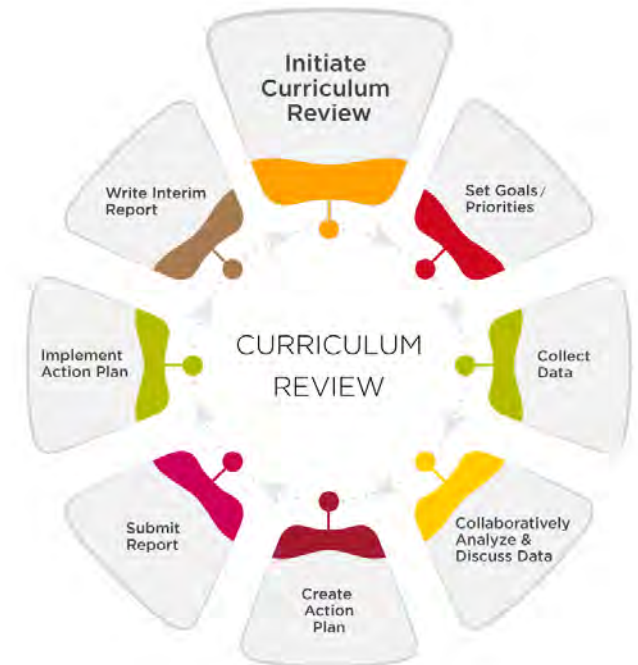 Initiate
Curriculum
Review
Set Goals/
Priorities
Collect
Data
Collaboratively
Analyze &
Discuss Data
Create
Action
Plan
Submit
Report
Implement
Action Plan
Write Interim
Report
CURRICULUM
REVIEW